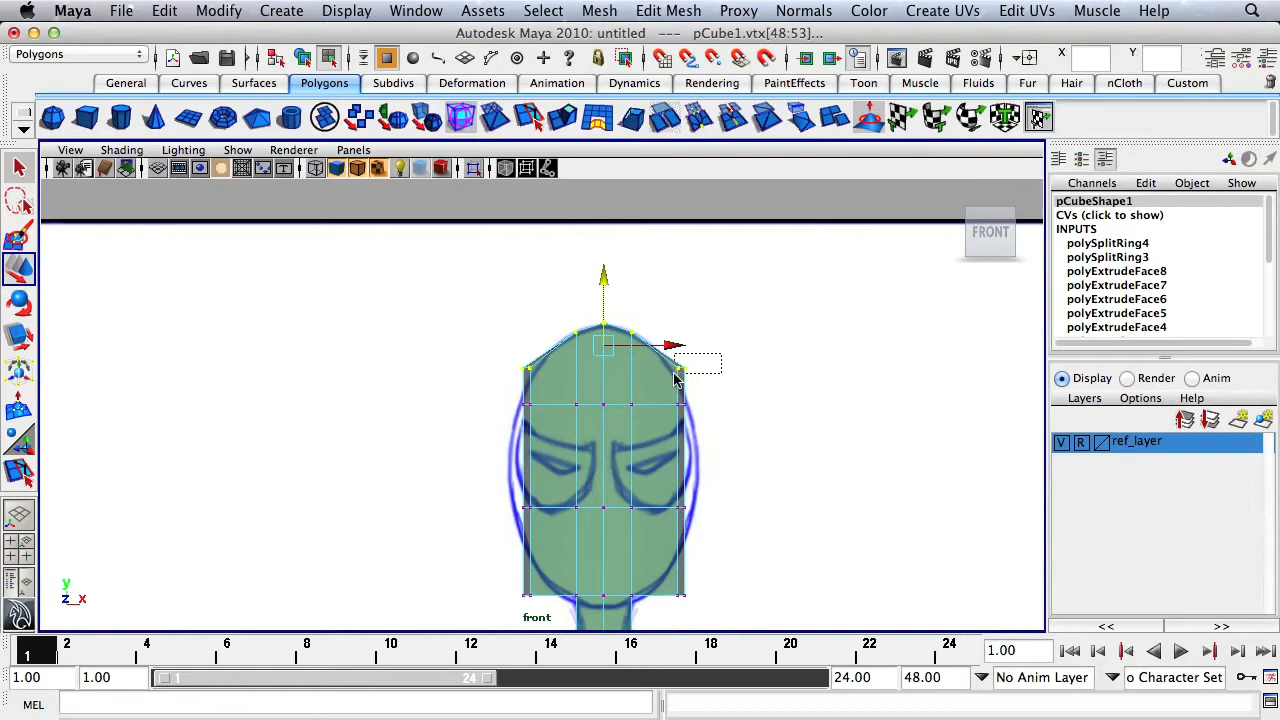 Maya File Edit Modify Create Display Window Assets Select Mesh Edit Mesh Proxy Normals Color Create UVs Edit UVs Muscle Help
Autodesk Maya 2010: untitled --- pCube1.vtx[48:53]...
Polygons X Y
General Curves Surfaces Polygons Subdivs Deformation Animation Dynamics Rendering PaintEffects Toon Muscle Fluids Fur Hair nCloth Custom
View Shading Lighting Show Renderer Panels
Channels Edit Object Show
pCubeShape1
CVs (click to show)
INPUTS
polySplitRing4
polySplitRing3
polyExtrudeFace8
polyExtrudeFace7
polyExtrudeFace6
polyExtrudeFace5
polyExtrudeFace4
FRONT
Display Render Anim
Layers Options Help
V R ref_layer
y
z x
front
<< >>
1 2 4 6 8 10 12 14 16 18 20 22 24 1.00
1.00 1.00 1 24 24.00 48.00 No Anim Layer o Character Set
MEL